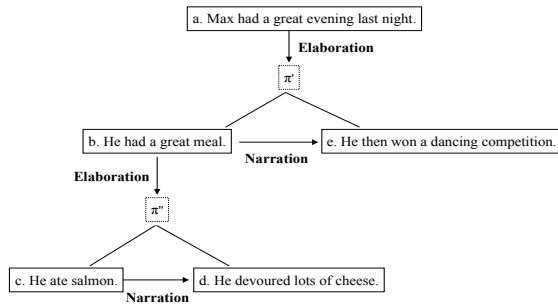 a. Max had a great evening last night.
Elaboration
π'
b. He had a great meal.
e. He then won a dancing competition.
Narration
Elaboration
π''
c. He ate salmon.
d. He devoured lots of cheese.
Narration